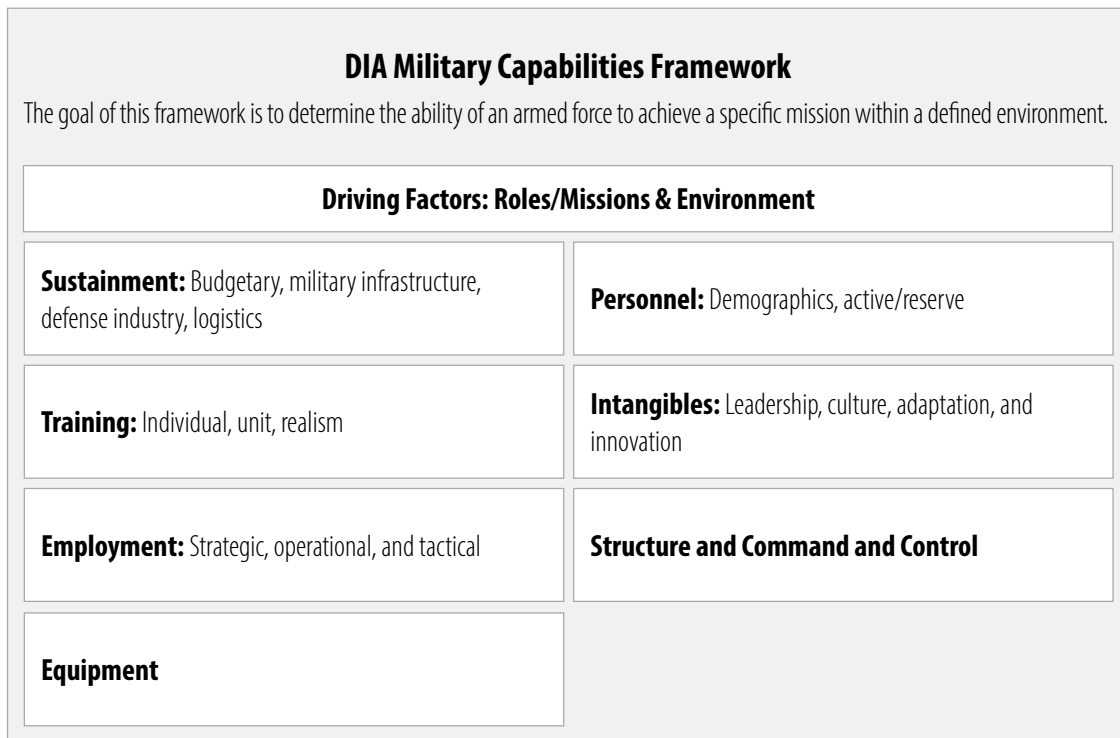 DIA Military Capabilities Framework
The goal of this framework is to determine the ability of an armed force to achieve a specific mission within a defined environment.
Driving Factors: Roles/Missions & Environment
Sustainment: Budgetary, military infrastructure,
defense industry, logistics
Personnel: Demographics, active/reserve
Training: Individual, unit, realism
Intangibles: Leadership, culture, adaptation, and
innovation
Employment: Strategic, operational, and tactical
Structure and Command and Control
Equipment